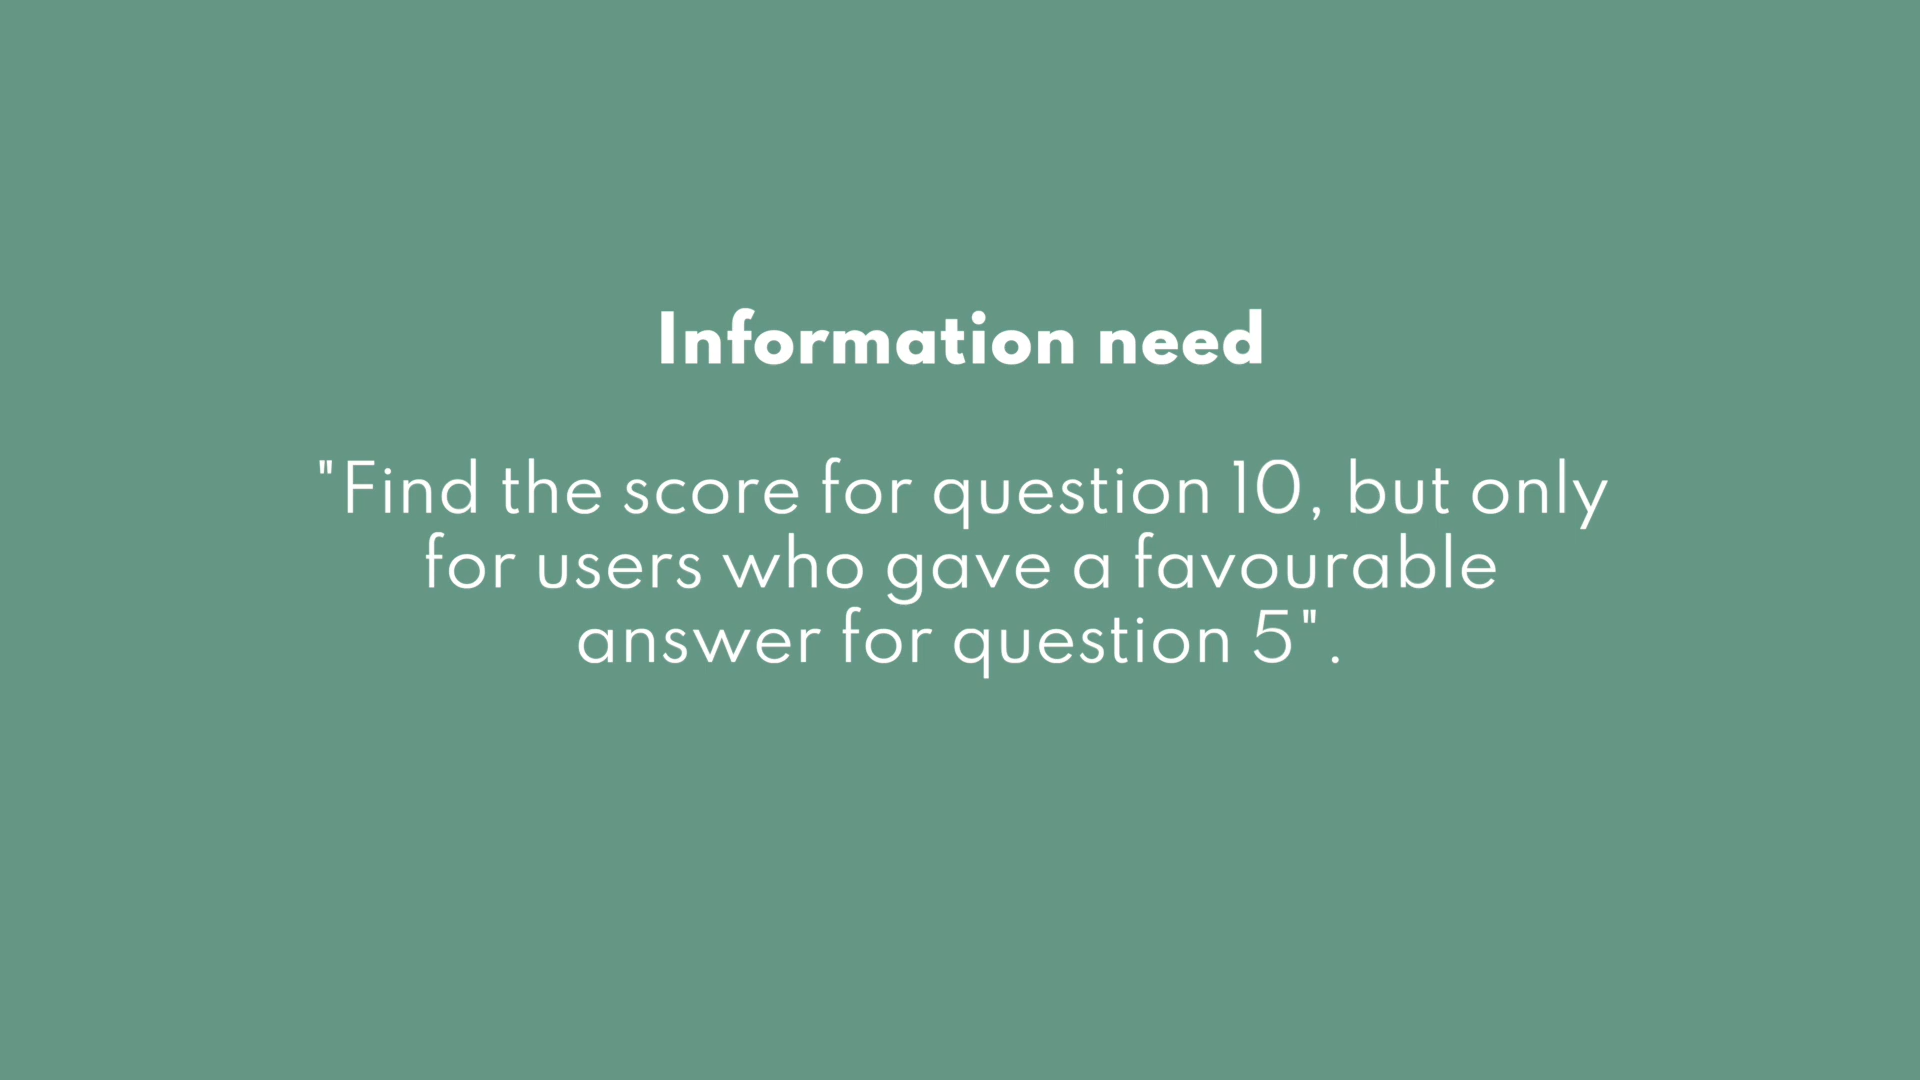 Information need
"Find the score for question 10, but only
for users who gave a favourable
answer for question 5".